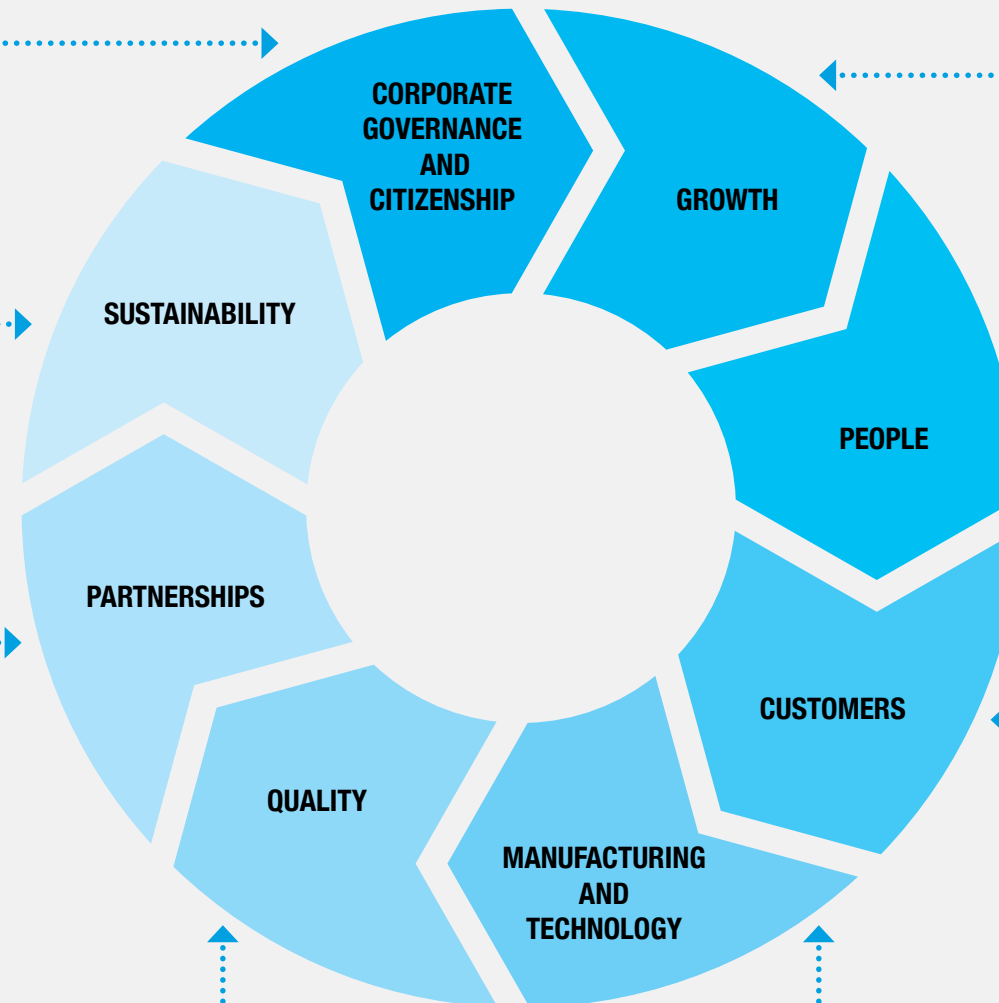 CORPORATE
GOVERNANCE
AND
CITIZENSHIP
GROWTH
PEOPLE
CUSTOMERS
MANUFACTURING
AND
TECHNOLOGY
QUALITY
PARTNERSHIPS
SUSTAINABILITY